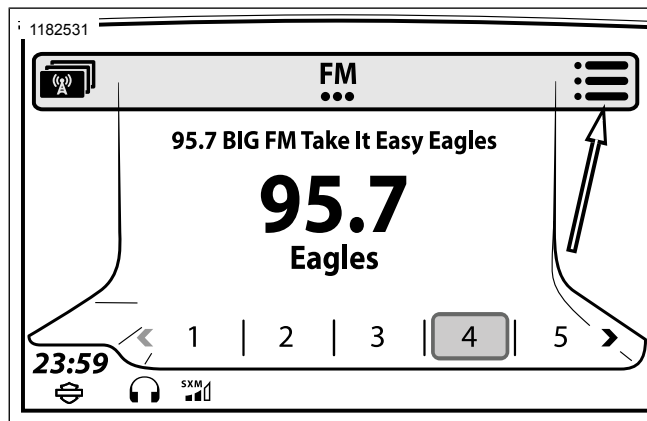 1182531
FM
95.7 BIG FM Take It Easy Eagles
95.7
Eagles
1 2 3 4 5
23:59
SXM